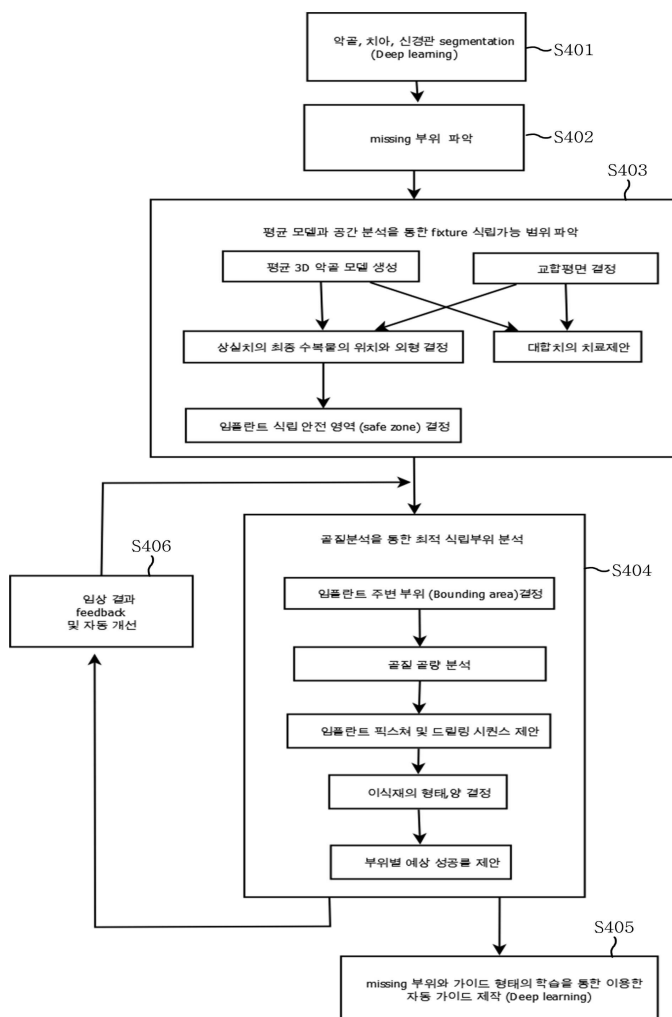 악골, 치아, 신경관 segmentation
(Deep learning)
S401
missing 부위 파악
S402
S403
평균 모델과 공간 분석을 통한 fixture 식립가능 범위 파악
평균 3D 악골 모델 생성
교합평면 결정
상실치의 최종 수복물의 위치와 외형 결정
대합치의 치료제안
임플란트 식립 안전 영역 (safe zone) 결정
S404
골질분석을 통한 최적 식립부위 분석
임플란트 주변 부위 (Bounding area)결정
골질 골량 분석
임플란트 픽스쳐 및 드릴링 시퀀스 제안
이식재의 형태,양 결정
부위별 예상 성공률 제안
S406
임상 결과
feedback
및 자동 개선
S405
missing 부위와 가이드 형태의 학습을 통한 이용한
자동 가이드 제작 (Deep learning)